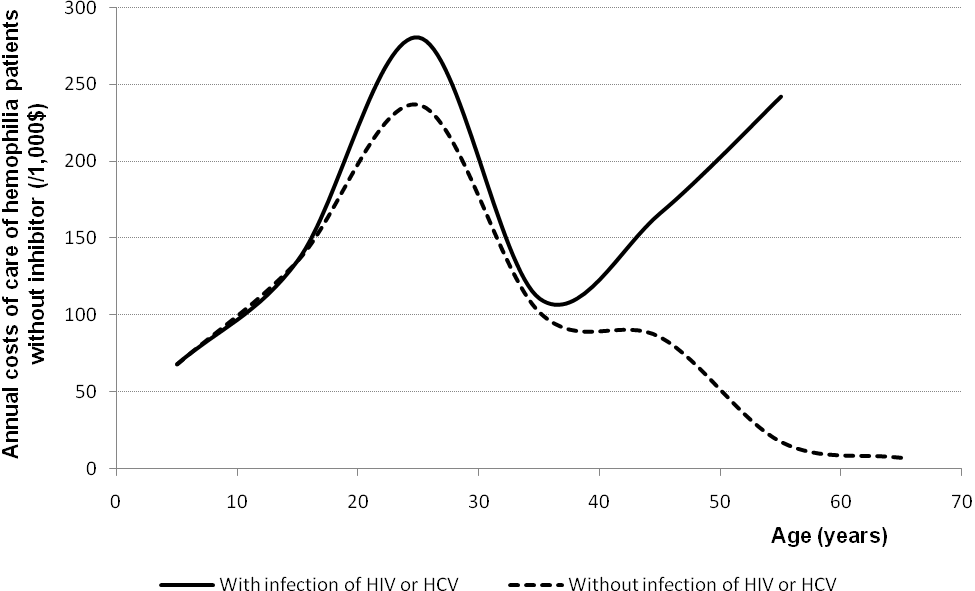 Annual costs of care of hemophilia patients
without inhibitor (/1,000$)
300
250
200
150
100
50
0
0 10 20 30 40 50 60 70
Age (years)
With infection of HIV or HCV
Without infection of HIV or HCV